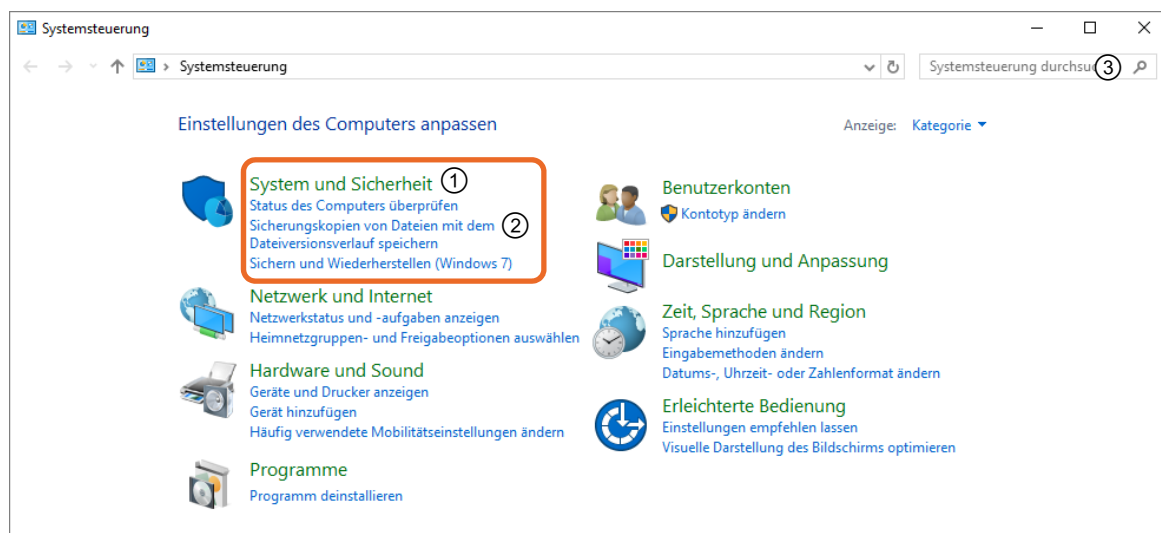 Systemsteuerung
Systemsteuerung
Systemsteuerung durchsu ③
Einstellungen des Computers anpassen
Anzeige: Kategorie
System und Sicherheit ①
Status des Computers überprüfen
Sicherungskopien von Dateien mit dem ②
Dateiversionsverlauf speichern
Sichern und Wiederherstellen (Windows 7)
Netzwerk und Internet
Netzwerkstatus und -aufgaben anzeigen
Heimnetzgruppen- und Freigabeoptionen auswählen
Hardware und Sound
Geräte und Drucker anzeigen
Gerät hinzufügen
Häufig verwendete Mobilitätseinstellungen ändern
Programme
Programm deinstallieren
Benutzerkonten
Kontotyp ändern
Darstellung und Anpassung
Zeit, Sprache und Region
Sprache hinzufügen
Eingabemethoden ändern
Datums-, Uhrzeit- oder Zahlenformat ändern
Erleichterte Bedienung
Einstellungen empfehlen lassen
Visuelle Darstellung des Bildschirms optimieren